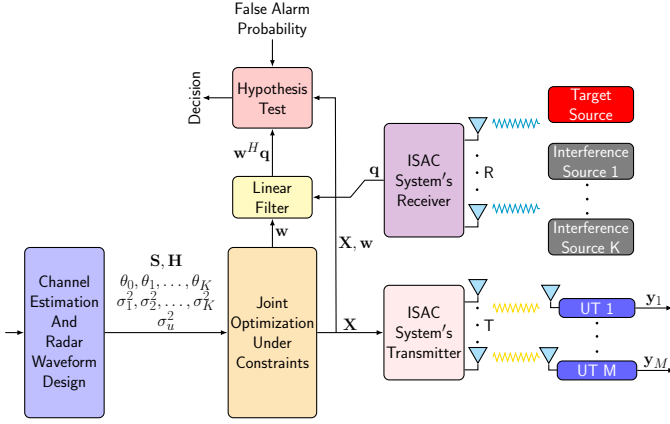 False Alarm
Probability
Hypothesis
Test
Decision
w^H q
Linear
Filter
w
q
X, w
ISAC
System's
Receiver
R
Target
Source
Interference
Source 1
Interference
Source K
Channel
Estimation
And
Radar
Waveform
Design
S, H
θ_0, θ_1, . . . , θ_K
σ_1^2, σ_2^2, . . . , σ_K^2
σ_u^2
Joint
Optimization
Under
Constraints
X
ISAC
System's
Transmitter
T
UT 1
y_1
UT M
y_M